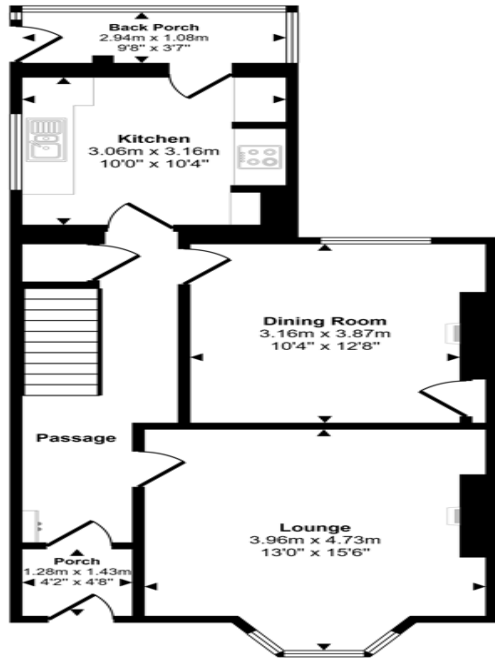 Back Porch
2.94m x 1.08m
9'8" x 3'7"
Kitchen
3.06m x 3.16m
10'0" x 10'4"
Dining Room
3.16m x 3.87m
10'4" x 12'8"
Passage
Lounge
3.96m x 4.73m
13'0" x 15'6"
Porch
1.28m x 1.43m
4'2" x 4'8"